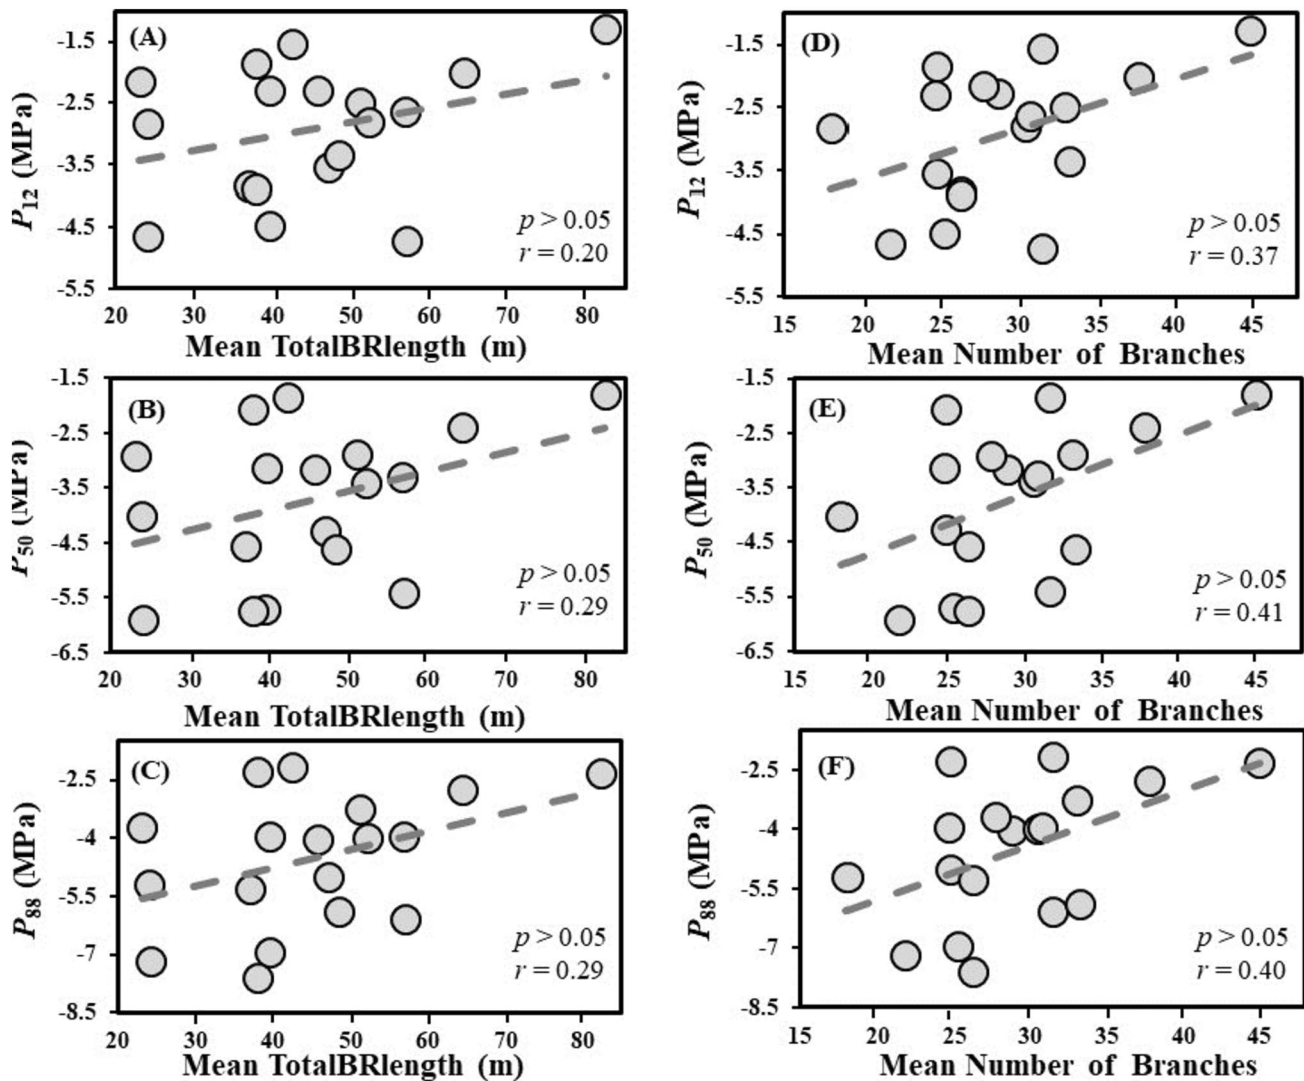 (A)
-1.5
-2.5
-3.5
-4.5
-5.5
P12 (MPa)
p > 0.05
r = 0.20
20 30 40 50 60 70 80
Mean TotalBRlength (m)
(D)
-1.5
-2.5
-3.5
-4.5
-5.5
P12 (MPa)
p > 0.05
r = 0.37
15 20 25 30 35 40 45
Mean Number of Branches
(B)
-1.5
-2.5
-3.5
-4.5
-5.5
-6.5
P50 (MPa)
p > 0.05
r = 0.29
20 30 40 50 60 70 80
Mean TotalBRlength (m)
(E)
-1.5
-2.5
-3.5
-4.5
-5.5
-6.5
P50 (MPa)
p > 0.05
r = 0.41
15 20 25 30 35 40 45
Mean Number of Branches
(C)
-2.5
-4
-5.5
-7
-8.5
P88 (MPa)
p > 0.05
r = 0.29
20 30 40 50 60 70 80
Mean TotalBRlength (m)
(F)
-2.5
-4
-5.5
-7
-8.5
P88 (MPa)
p > 0.05
r = 0.40
15 20 25 30 35 40 45
Mean Number of Branches